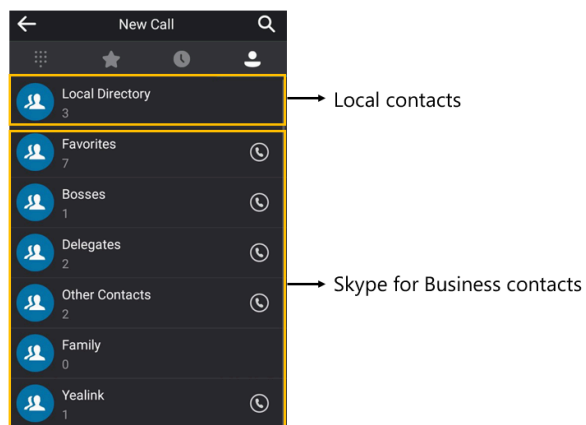 New Call
Local Directory
3
Local contacts
Favorites
7
Bosses
1
Delegates
2
Other Contacts
2
Skype for Business contacts
Family
0
Yealink
1